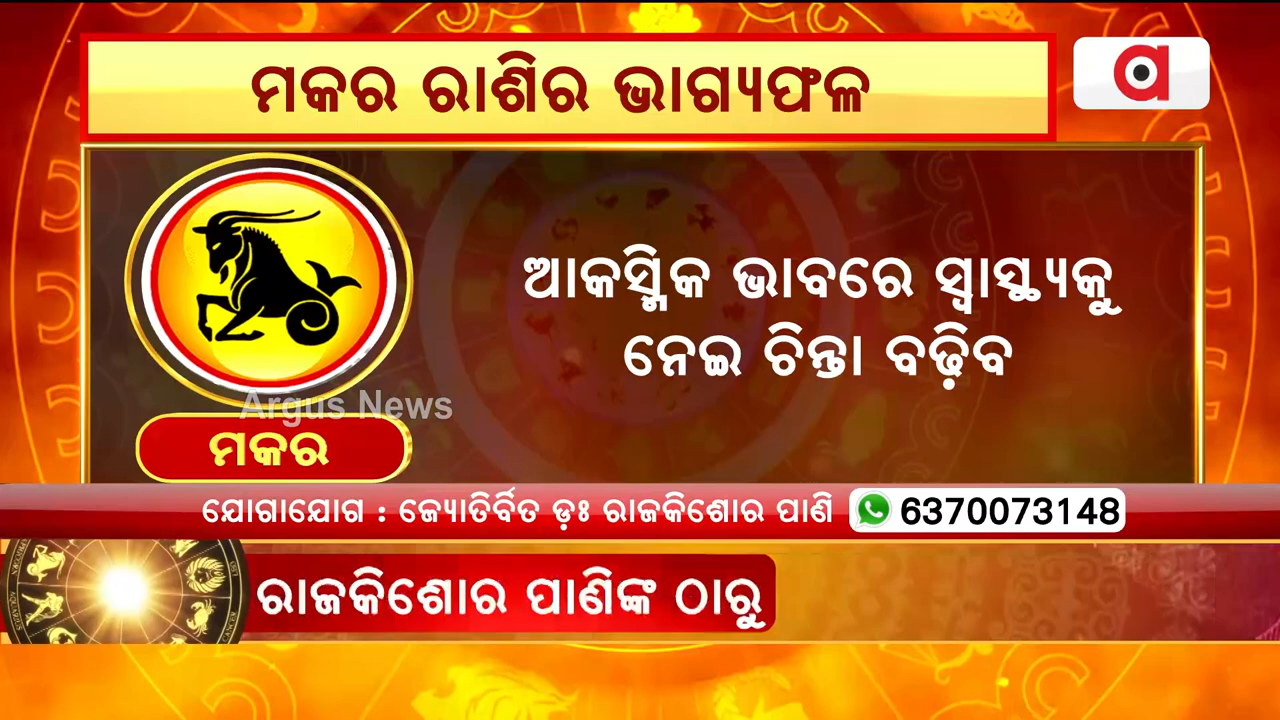 ମକର ରାଶିର ଭାଗ୍ୟଫଳ
a
ଆକସ୍ମିକ ଭାବରେ ସ୍ୱାସ୍ଥ୍ୟକୁ
ନେଇ ଚିନ୍ତା ବଢ଼ିବ
Argus News
ମକର
ଯୋଗାଯୋଗ : ଜ୍ୟୋତିର୍ବିତ ଡ଼ଃ ରାଜକିଶୋର ପାଣି 6370073148
ରାଜକିଶୋର ପାଣିଙ୍କ ଠାରୁ